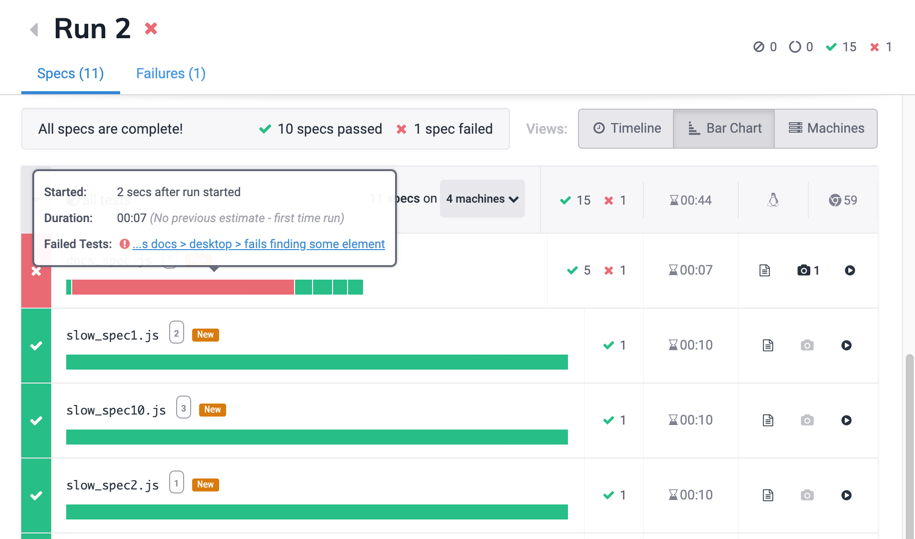 Run 2
0 0 15 1
Specs (11) Failures (1)
All specs are complete! 10 specs passed 1 spec failed Views: Timeline Bar Chart Machines
Started: 2 secs after run started
Duration: 00:07 (No previous estimate - first time run)
Failed Tests: ...s docs > desktop > fails finding some element
11 specs on 4 machines 15 1 00:44 59
5 1 00:07 1
slow_spec1.js 2 New 1 00:10
slow_spec10.js 3 New 1 00:10
slow_spec2.js 1 New 1 00:10